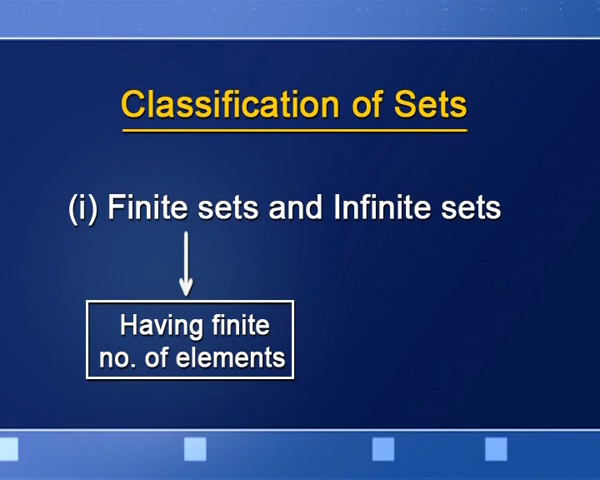 Classification of Sets
(i) Finite sets and Infinite sets
Having finite
no. of elements